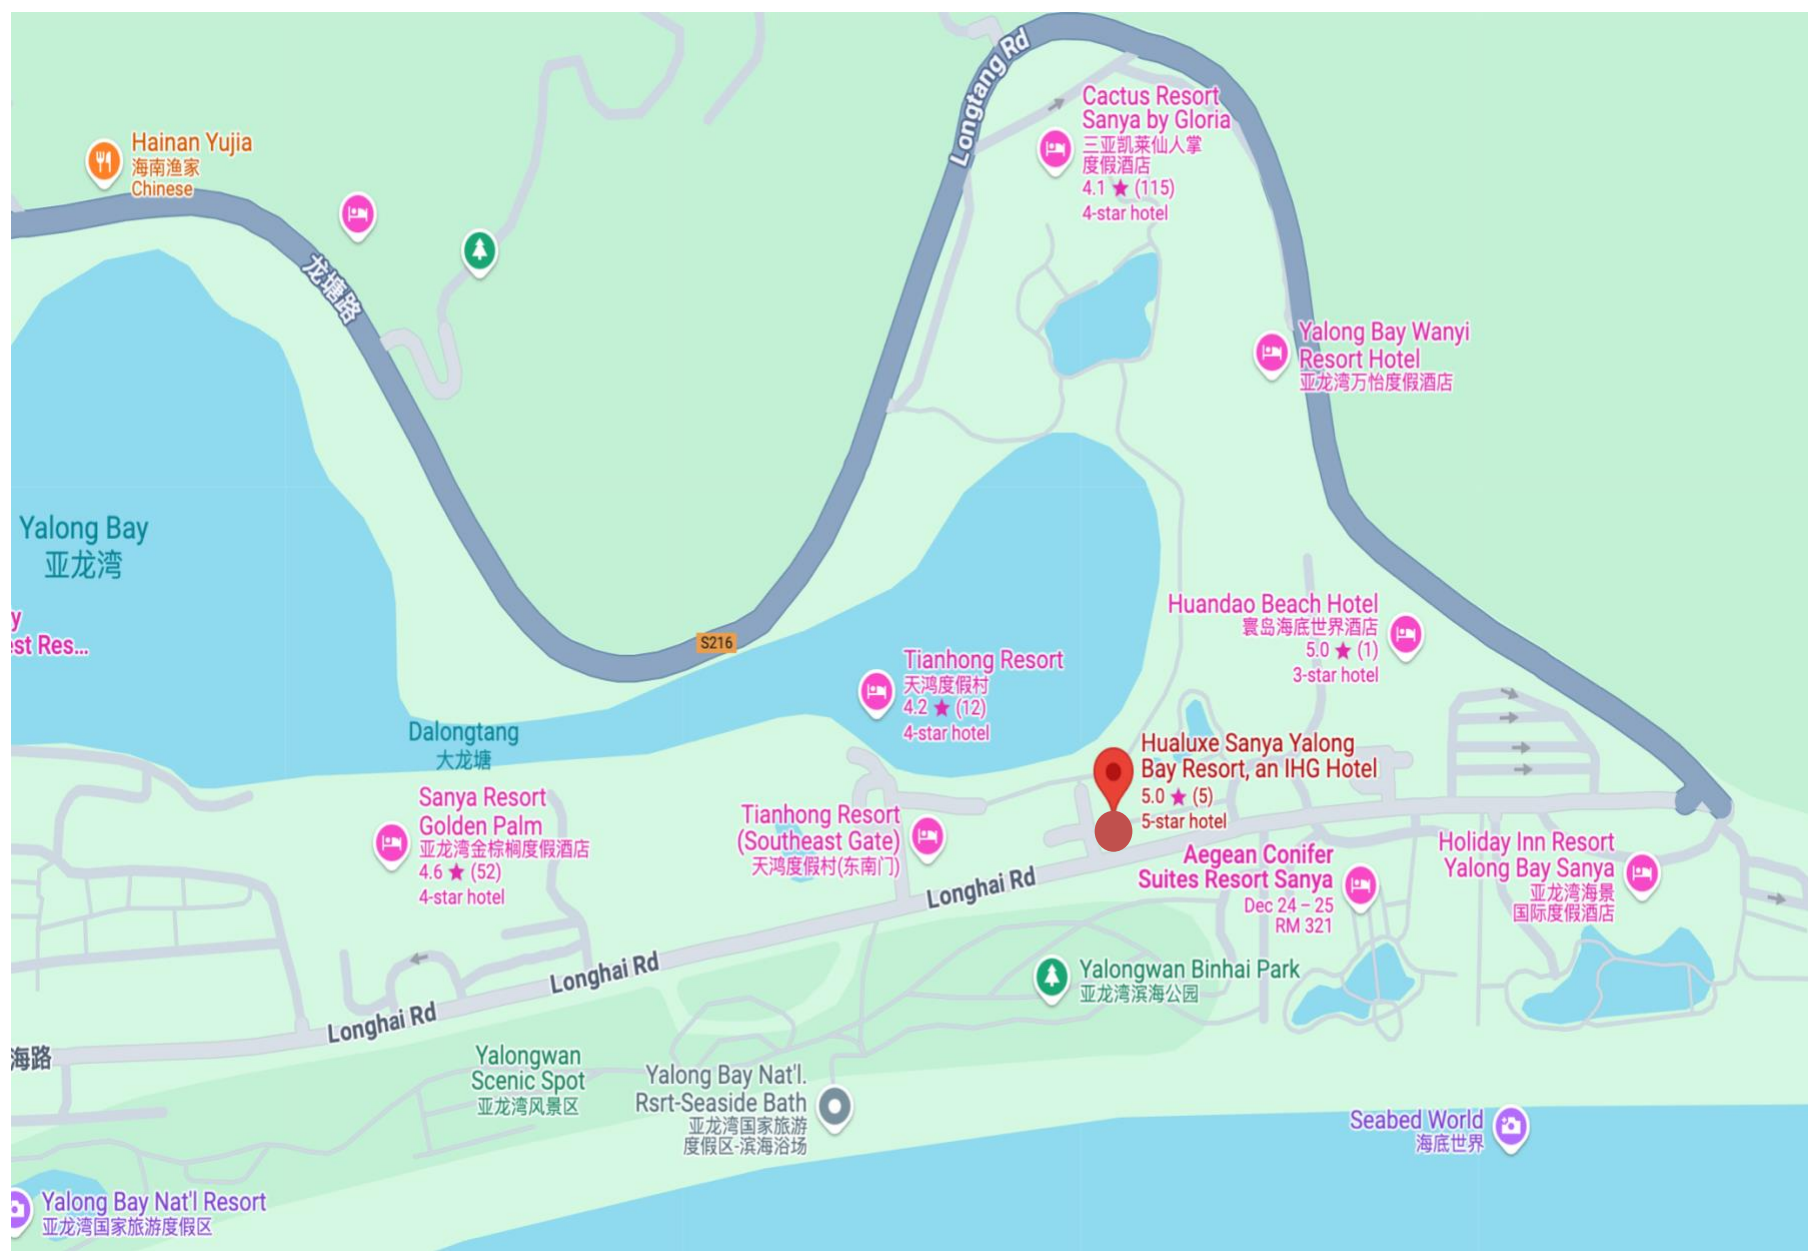 Longtang Rd
Cactus Resort
Sanya by Gloria
三亚凯莱仙人掌
度假酒店
4.1 ★ (115)
4-star hotel
Hainan Yujia
海南渔家
Chinese
龙塘路
Yalong Bay Wanyi
Resort Hotel
亚龙湾万怡度假酒店
Yalong Bay
亚龙湾
y
est Res...
S216
Huandao Beach Hotel
寰岛海底世界酒店
5.0 ★ (1)
3-star hotel
Tianhong Resort
天鸿度假村
4.2 ★ (12)
4-star hotel
Dalongtang
大龙塘
Hualuxe Sanya Yalong
Bay Resort, an IHG Hotel
5.0 ★ (5)
5-star hotel
Sanya Resort
Golden Palm
亚龙湾金棕榈度假酒店
4.6 ★ (52)
4-star hotel
Tianhong Resort
(Southeast Gate)
天鸿度假村(东南门)
Aegean Conifer
Suites Resort Sanya
Dec 24 – 25
RM 321
Holiday Inn Resort
Yalong Bay Sanya
亚龙湾海景
国际度假酒店
Longhai Rd
Longhai Rd
Longhai Rd
海路
Yalongwan Binhai Park
亚龙湾滨海公园
Yalongwan
Scenic Spot
亚龙湾风景区
Yalong Bay Nat'l.
Rsrt-Seaside Bath
亚龙湾国家旅游
度假区-滨海浴场
Seabed World
海底世界
Yalong Bay Nat'l Resort
亚龙湾国家旅游度假区